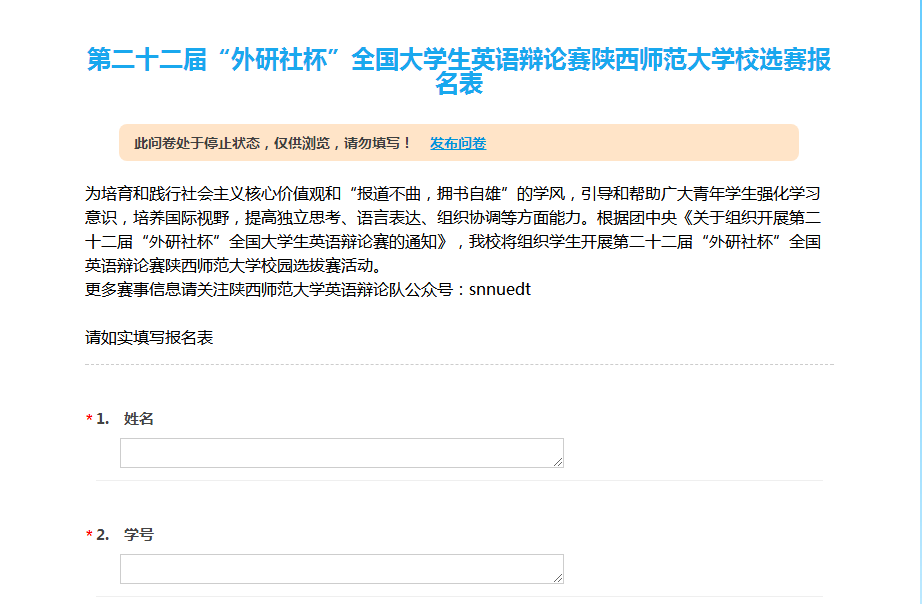 第二十二届“外研社杯”全国大学生英语辩论赛陕西师范大学校选赛报
名表
此问卷处于停止状态，仅供浏览，请勿填写！ 发布问卷
为培育和践行社会主义核心价值观和“报道不曲，拥书自雄”的学风，引导和帮助广大青年学生强化学习
意识，培养国际视野，提高独立思考、语言表达、组织协调等方面能力。根据团中央《关于组织开展第二
十二届“外研社杯”全国大学生英语辩论赛的通知》，我校将组织学生开展第二十二届“外研社杯”全国
英语辩论赛陕西师范大学校园选拔赛活动。
更多赛事信息请关注陕西师范大学英语辩论队公众号：snnuedt
请如实填写报名表
* 1. 姓名
* 2. 学号